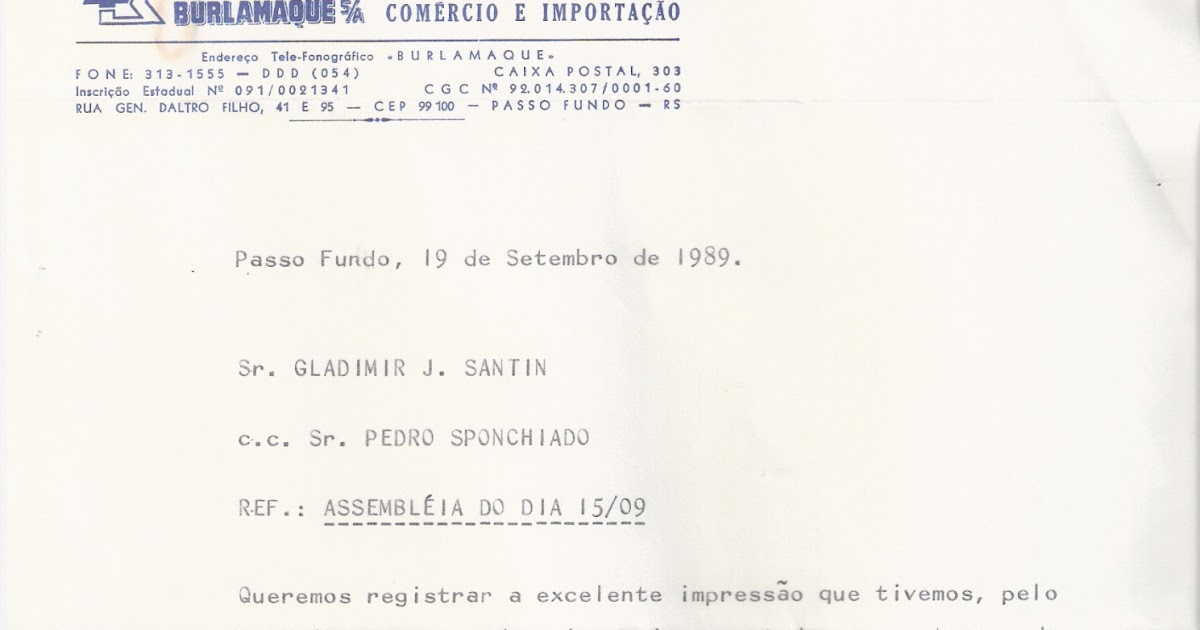 BURLAMAQUE S/A COMÉRCIO E IMPORTAÇÃO
Endereço Tele-Fonográfico «BURLAMAQUE»
FONE: 313-1555 — DDD (054) CAIXA POSTAL, 303
Inscrição Estadual Nº 091/0021341 CGC Nº 92.014.307/0001-60
RUA GEN. DALTRO FILHO, 41 E 95 — CEP 99100 — PASSO FUNDO — RS
Passo Fundo, 19 de Setembro de 1989.
Sr. GLADIMIR J. SANTIN
c.c. Sr. PEDRO SPONCHIADO
REF.: ASSEMBLÉIA DO DIA 15/09
Queremos registrar a excelente impressão que tivemos, pelo